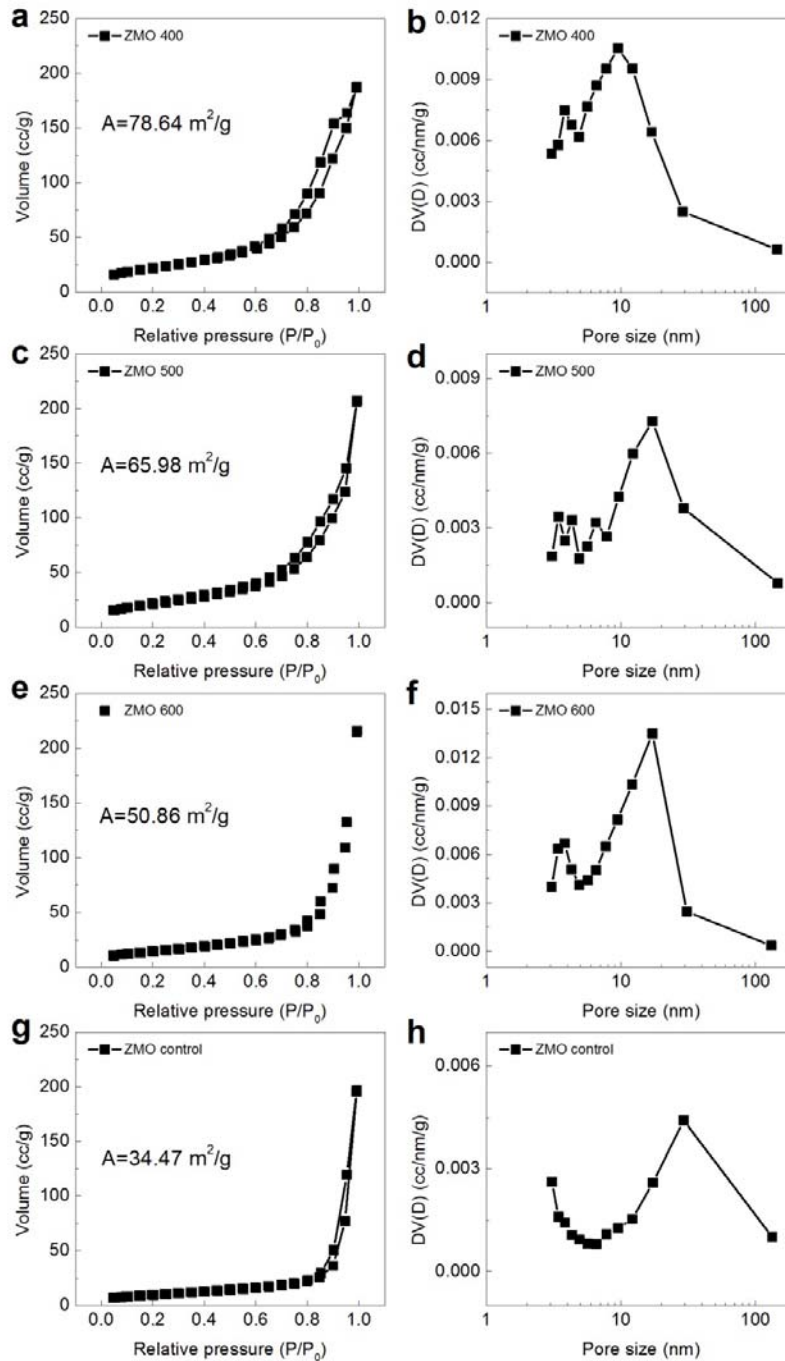 a
ZMO 400
A=78.64 m²/g
Volume (cc/g)
250
200
150
100
50
0
0.0 0.2 0.4 0.6 0.8 1.0
Relative pressure (P/P₀)
b
ZMO 400
DV(D) (cc/nm/g)
0.012
0.009
0.006
0.003
0.000
1 10 100
Pore size (nm)
c
ZMO 500
A=65.98 m²/g
Volume (cc/g)
250
200
150
100
50
0
0.0 0.2 0.4 0.6 0.8 1.0
Relative pressure (P/P₀)
d
ZMO 500
DV(D) (cc/nm/g)
0.009
0.006
0.003
0.000
1 10 100
Pore size (nm)
e
ZMO 600
A=50.86 m²/g
Volume (cc/g)
250
200
150
100
50
0
0.0 0.2 0.4 0.6 0.8 1.0
Relative pressure (P/P₀)
f
ZMO 600
DV(D) (cc/nm/g)
0.015
0.012
0.009
0.006
0.003
0.000
1 10 100
Pore size (nm)
g
ZMO control
A=34.47 m²/g
Volume (cc/g)
250
200
150
100
50
0
0.0 0.2 0.4 0.6 0.8 1.0
Relative pressure (P/P₀)
h
ZMO control
DV(D) (cc/nm/g)
0.006
0.003
0.000
1 10 100
Pore size (nm)